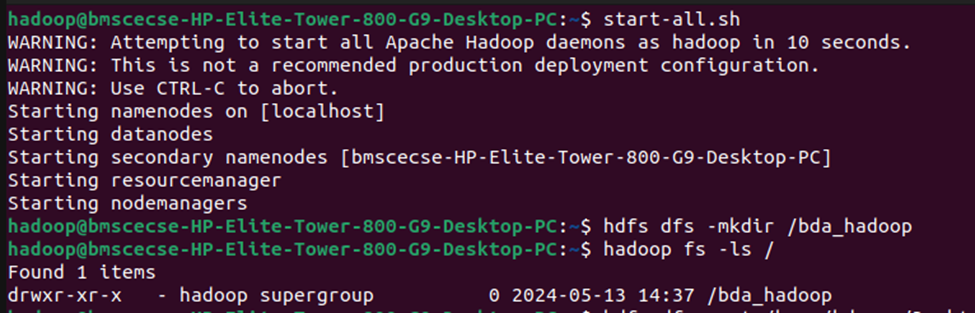 hadoop@bmscecse-HP-Elite-Tower-800-G9-Desktop-PC:~$ start-all.sh
WARNING: Attempting to start all Apache Hadoop daemons as hadoop in 10 seconds.
WARNING: This is not a recommended production deployment configuration.
WARNING: Use CTRL-C to abort.
Starting namenodes on [localhost]
Starting datanodes
Starting secondary namenodes [bmscecse-HP-Elite-Tower-800-G9-Desktop-PC]
Starting resourcemanager
Starting nodemanagers
hadoop@bmscecse-HP-Elite-Tower-800-G9-Desktop-PC:~$ hdfs dfs -mkdir /bda_hadoop
hadoop@bmscecse-HP-Elite-Tower-800-G9-Desktop-PC:~$ hadoop fs -ls /
Found 1 items
drwxr-xr-x   - hadoop supergroup          0 2024-05-13 14:37 /bda_hadoop